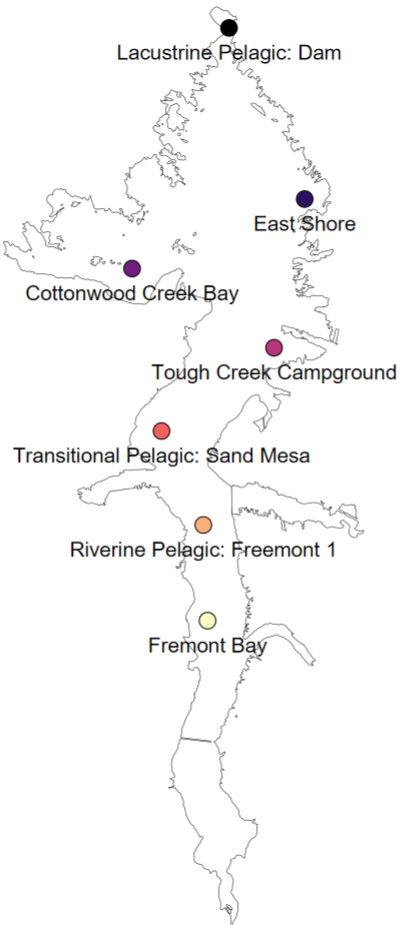 Lacustrine Pelagic: Dam
East Shore
Cottonwood Creek Bay
Tough Creek Campground
Transitional Pelagic: Sand Mesa
Riverine Pelagic: Freemont 1
Fremont Bay